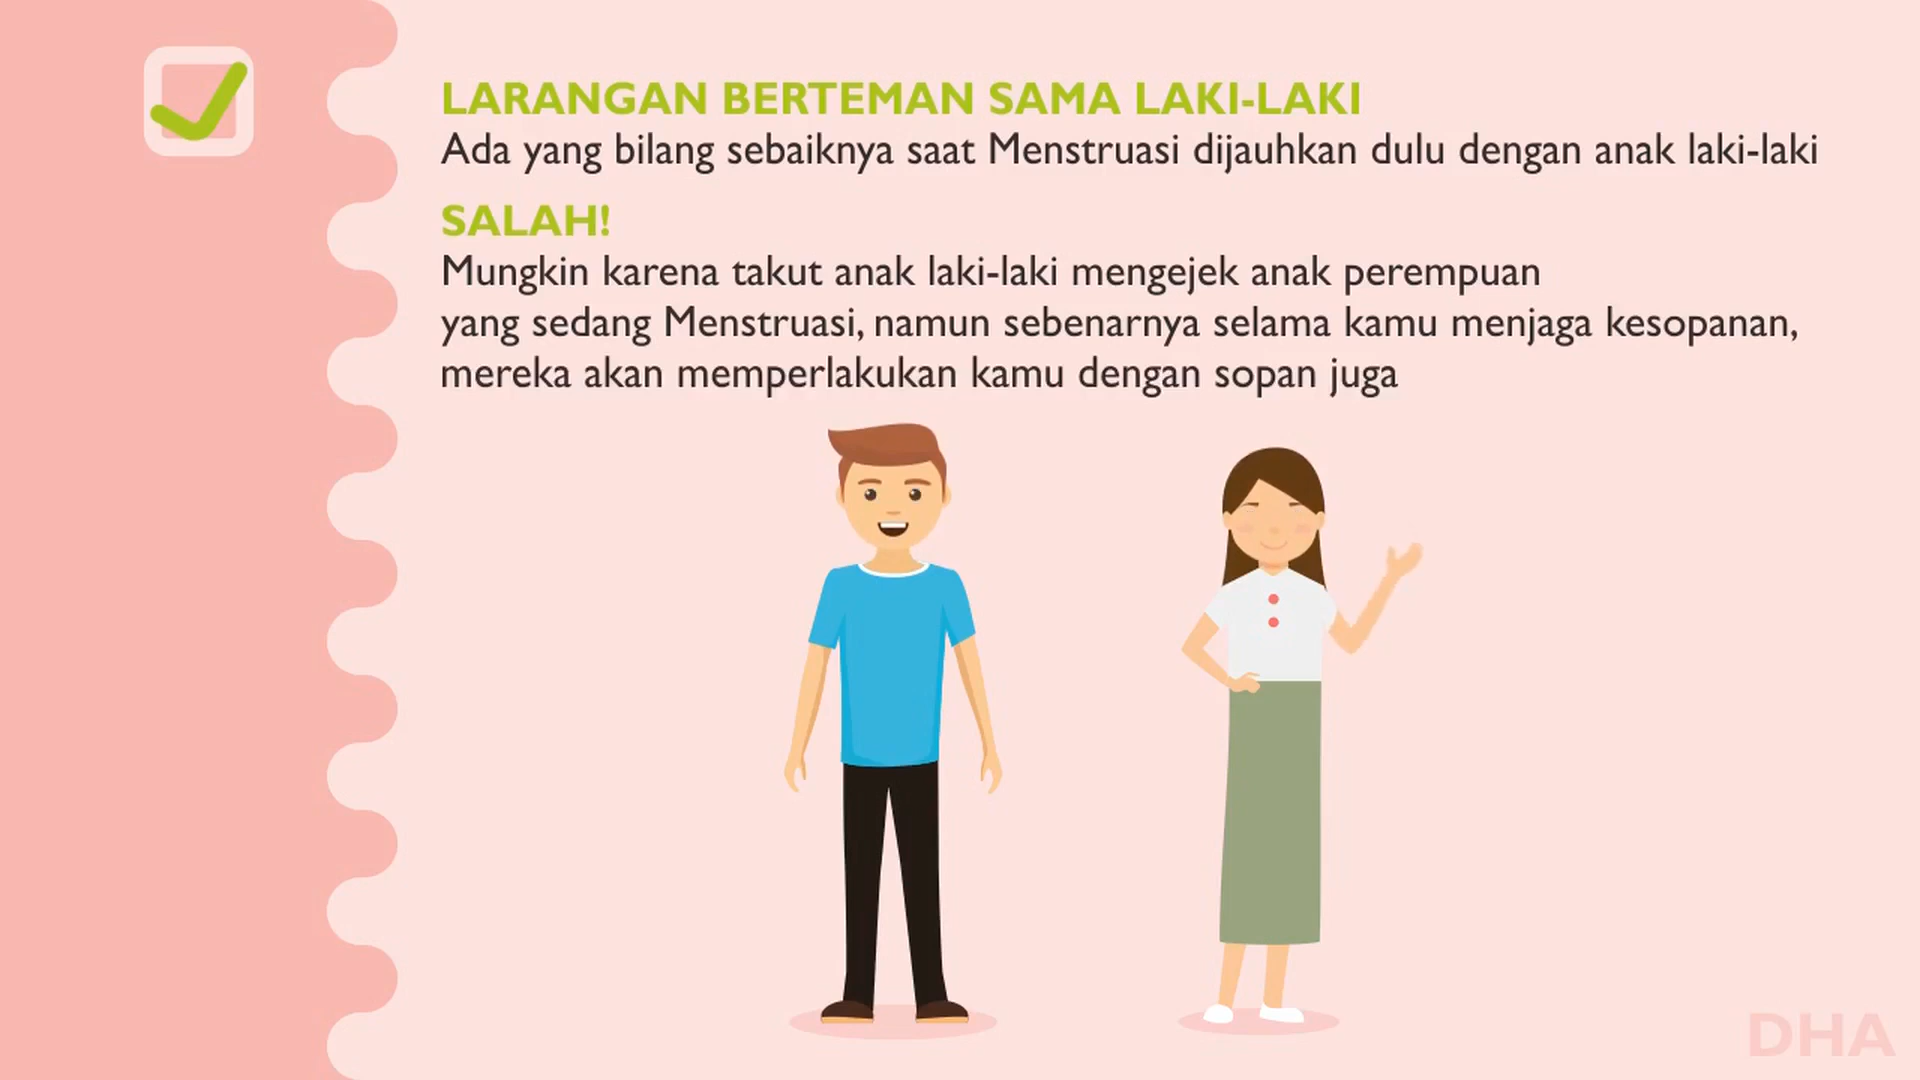 LARANGAN BERTEMAN SAMA LAKI-LAKI
Ada yang bilang sebaiknya saat Menstruasi dijauhkan dulu dengan anak laki-laki
SALAH!
Mungkin karena takut anak laki-laki mengejek anak perempuan
yang sedang Menstruasi, namun sebenarnya selama kamu menjaga kesopanan,
mereka akan memperlakukan kamu dengan sopan juga
DHA